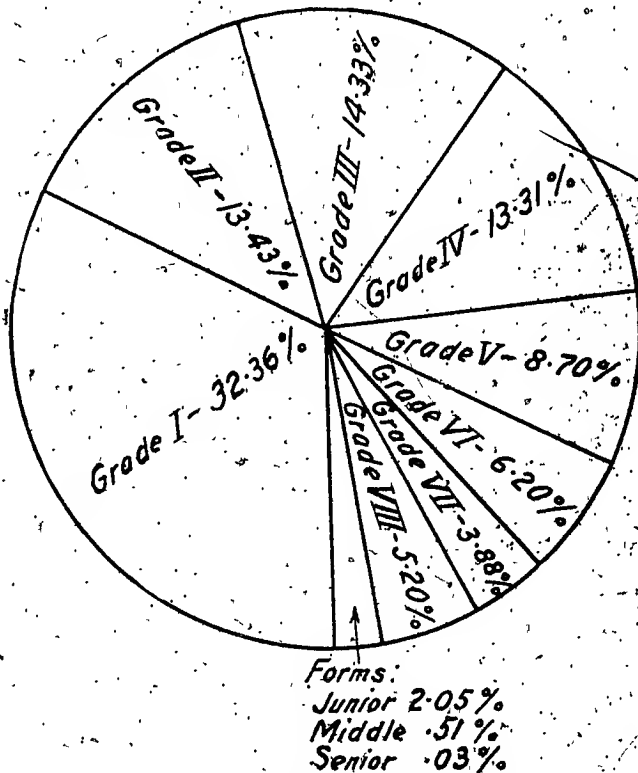 Grade I - 32·36%
Grade II - 13·43%
Grade III - 14·33%
Grade IV - 13·31%
Grade V - 8·70%
Grade VI - 6·20%
Grade VII - 3·88%
Grade VIII - 5·20%
Forms:
Junior 2·05%
Middle ·51%
Senior ·03%